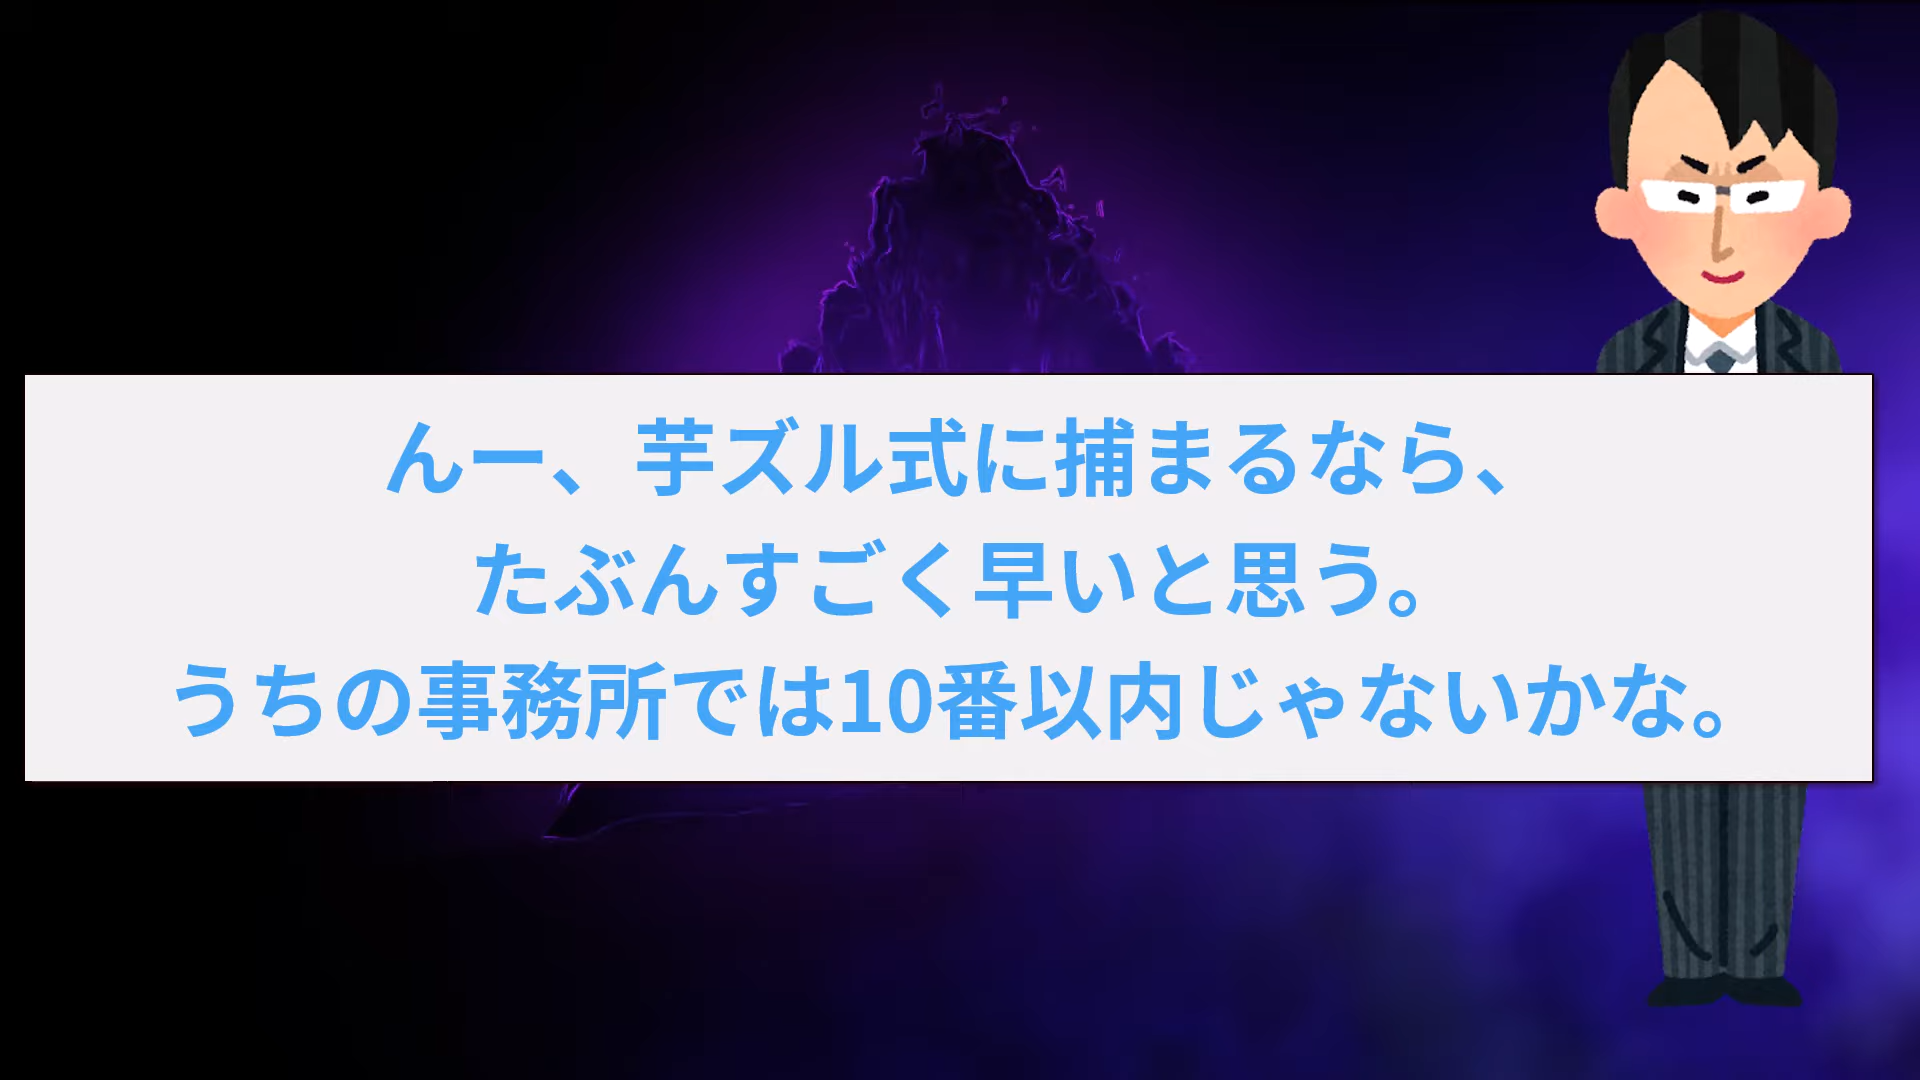 んー、芋ズル式に捕まるなら、
たぶんすごく早いと思う。
うちの事務所では10番以内じゃないかな。